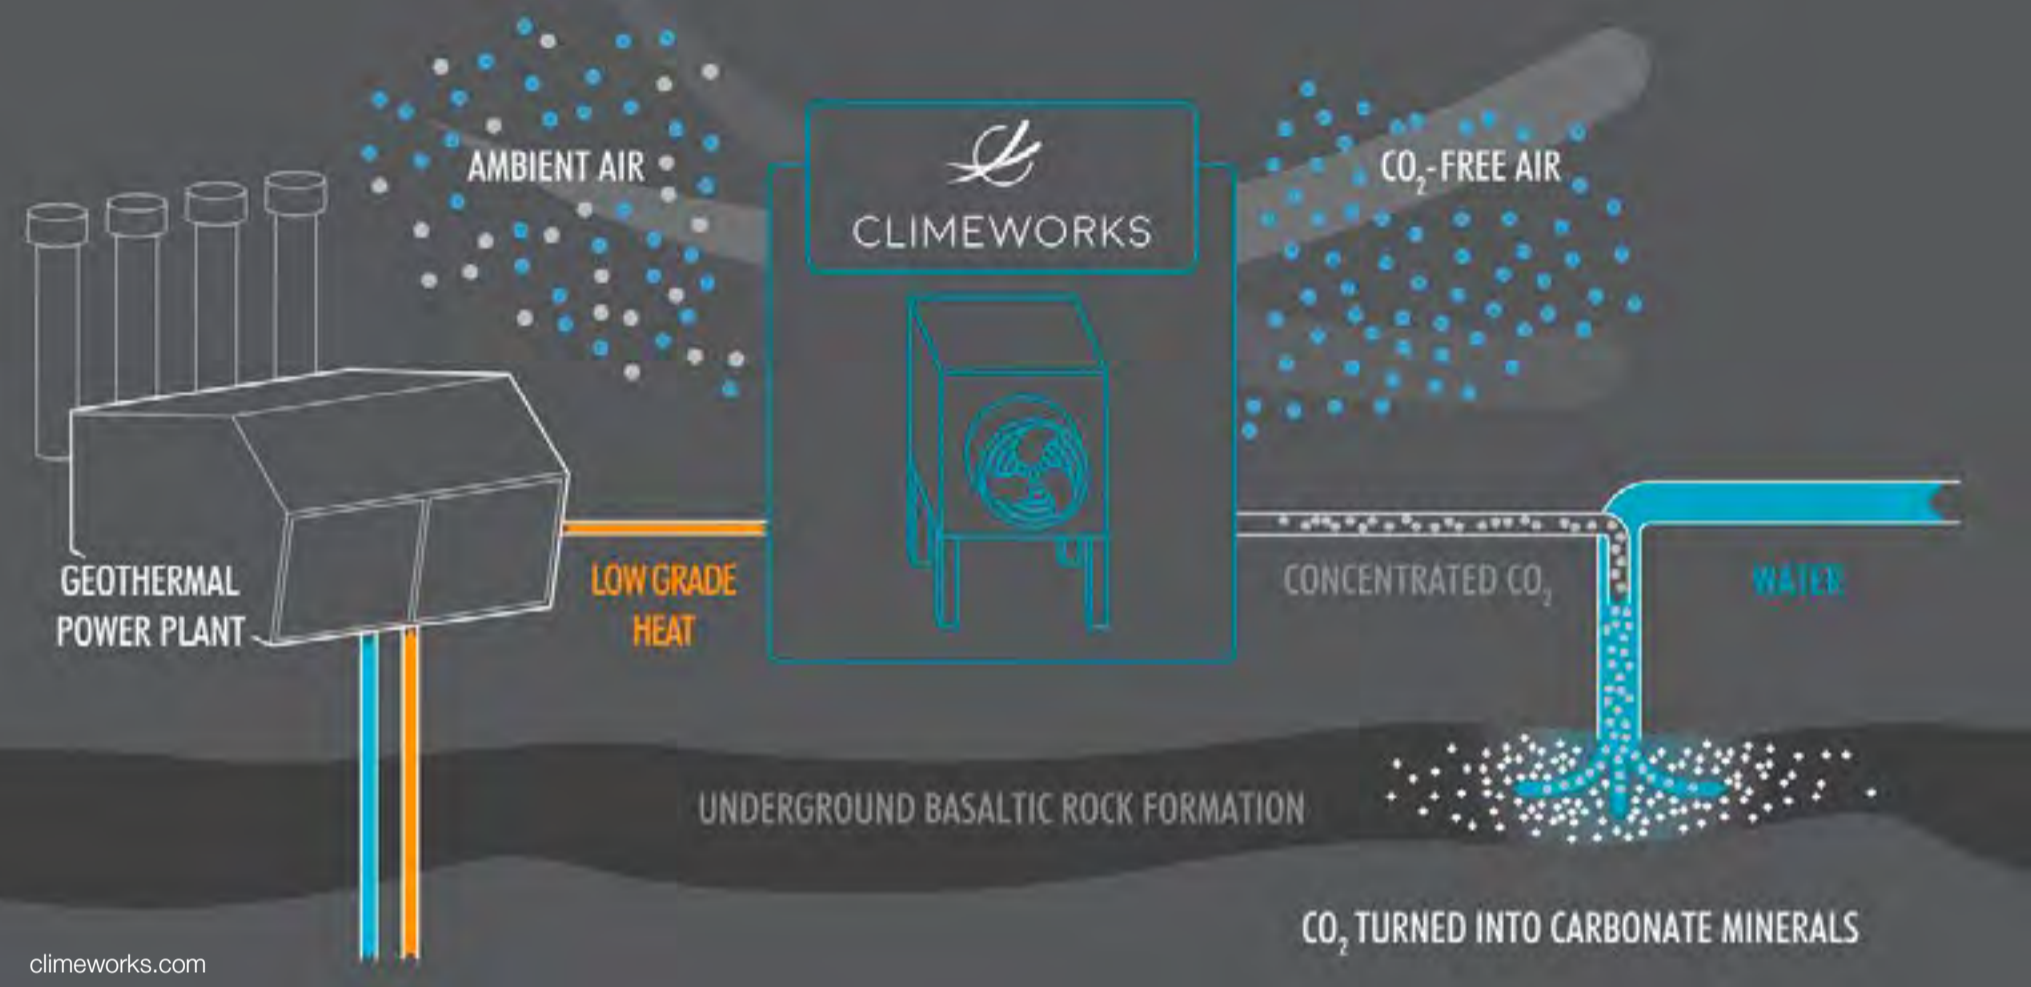 AMBIENT AIR
CLIMEWORKS
CO₂-FREE AIR
GEOTHERMAL
POWER PLANT
LOW GRADE
HEAT
CONCENTRATED CO₂
WATER
UNDERGROUND BASALTIC ROCK FORMATION
CO₂ TURNED INTO CARBONATE MINERALS
climeworks.com